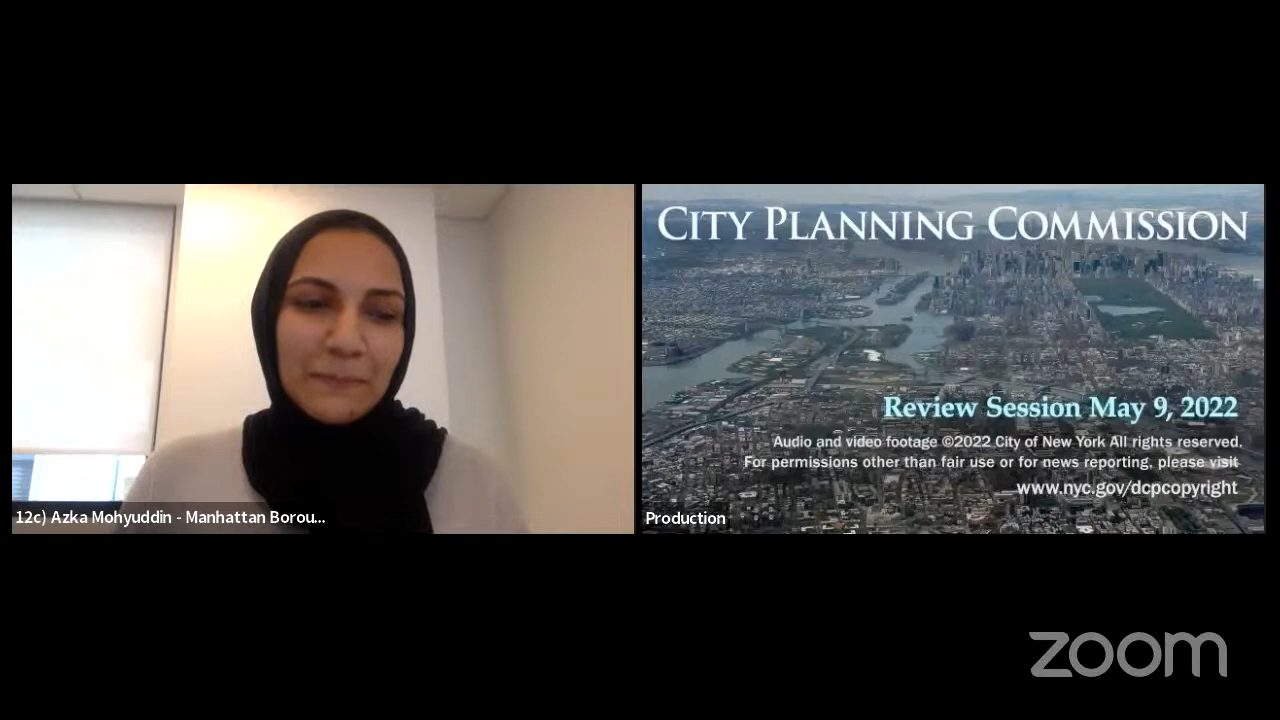 CITY PLANNING COMMISSION
Review Session May 9, 2022
Audio and video footage ©2022 City of New York All rights reserved.
For permissions other than fair use or for news reporting, please visit
www.nyc.gov/dcpcopyright
12c) Azka Mohyuddin - Manhattan Borou...
Production
zoom